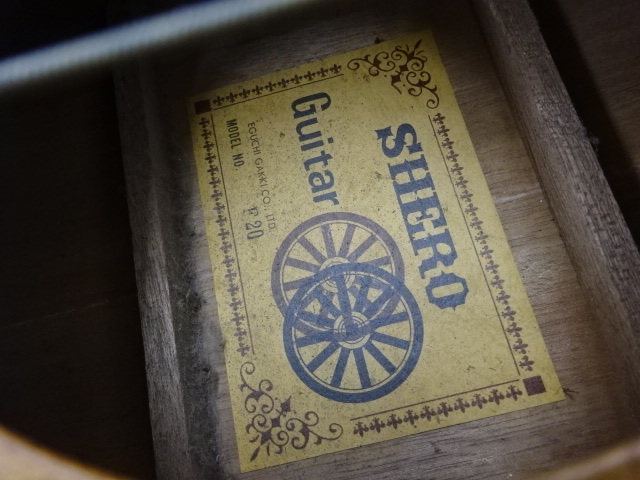 SHERO
Guitar
EGUCHI GAKKI CO., LTD.
MODEL NO. F 20